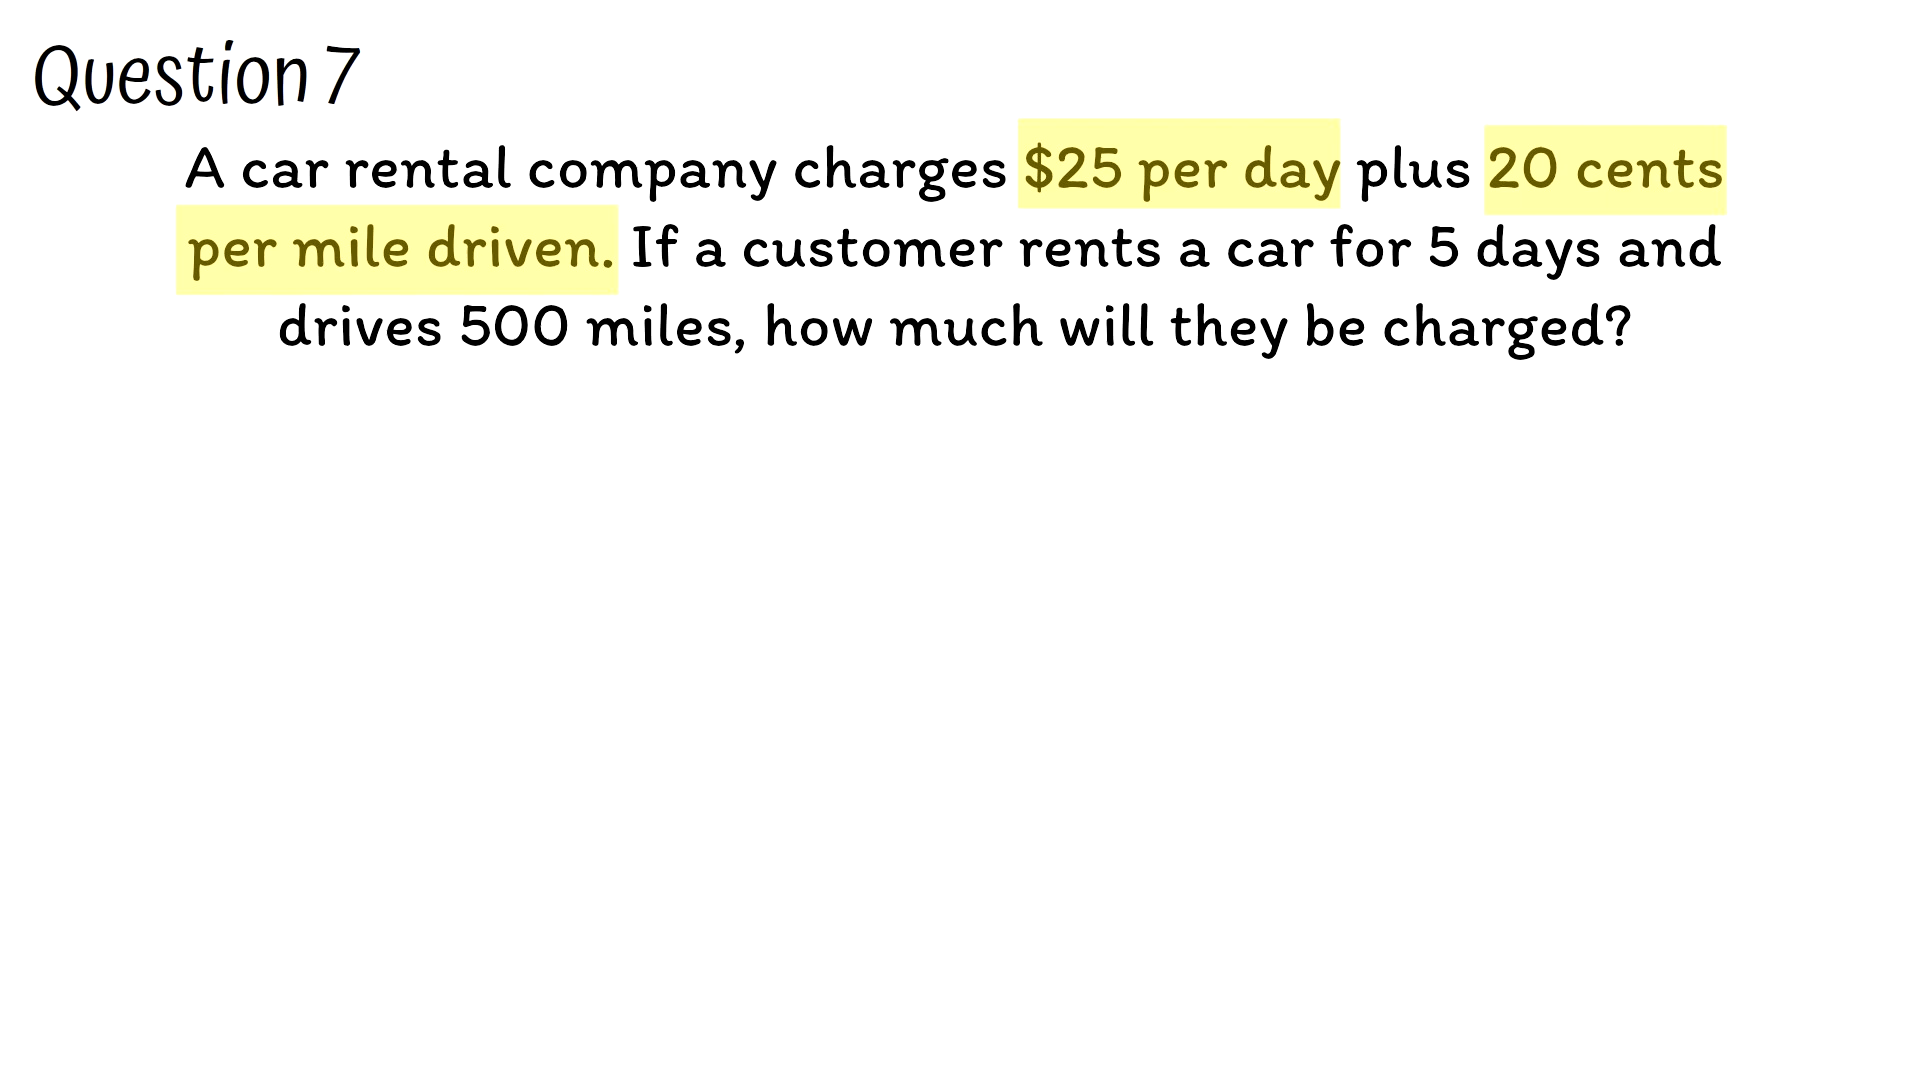 Question 7
A car rental company charges $25 per day plus 20 cents
per mile driven. If a customer rents a car for 5 days and
drives 500 miles, how much will they be charged?